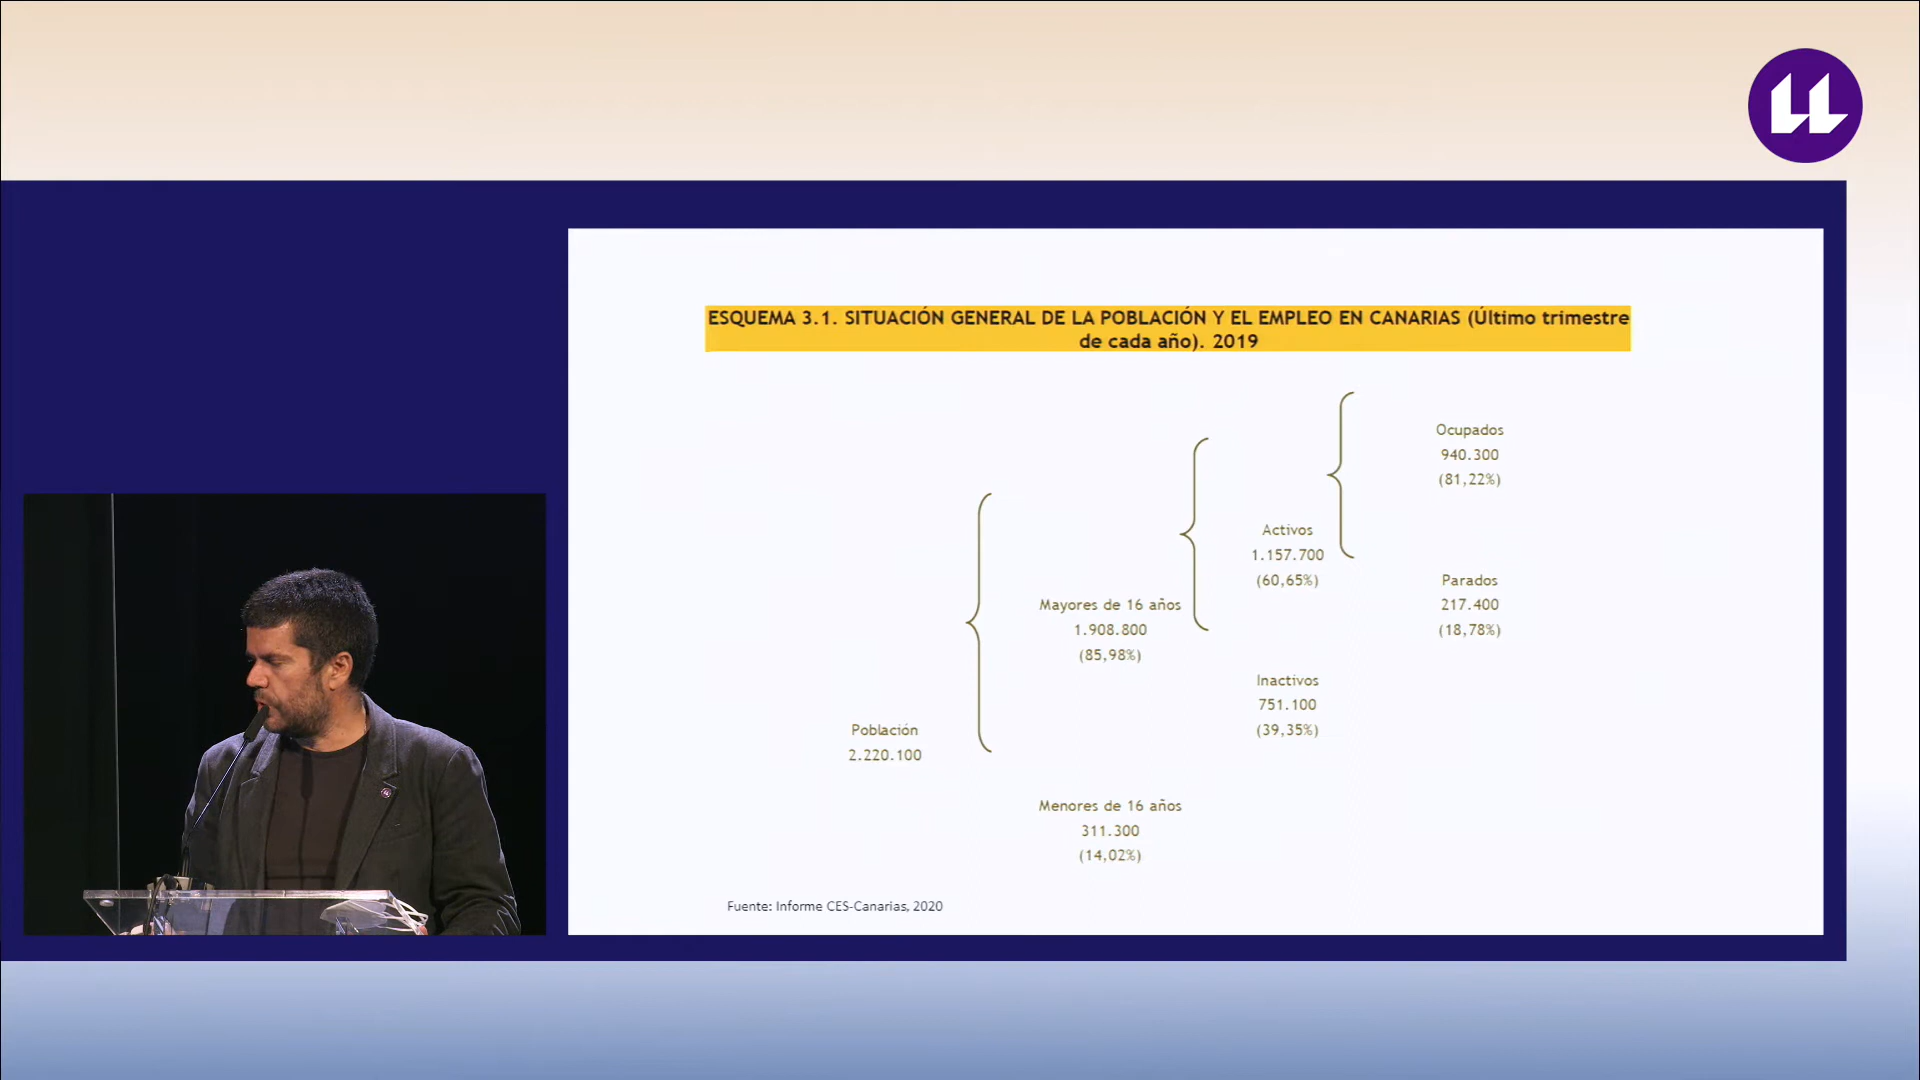 ESQUEMA 3.1. SITUACIÓN GENERAL DE LA POBLACIÓN Y EL EMPLEO EN CANARIAS (Último trimestre
de cada año). 2019
Ocupados
940.300
(81,22%)
Activos
1.157.700
(60,65%)
Parados
217.400
(18,78%)
Mayores de 16 años
1.908.800
(85,98%)
Inactivos
751.100
(39,35%)
Población
2.220.100
Menores de 16 años
311.300
(14,02%)
Fuente: Informe CES-Canarias, 2020